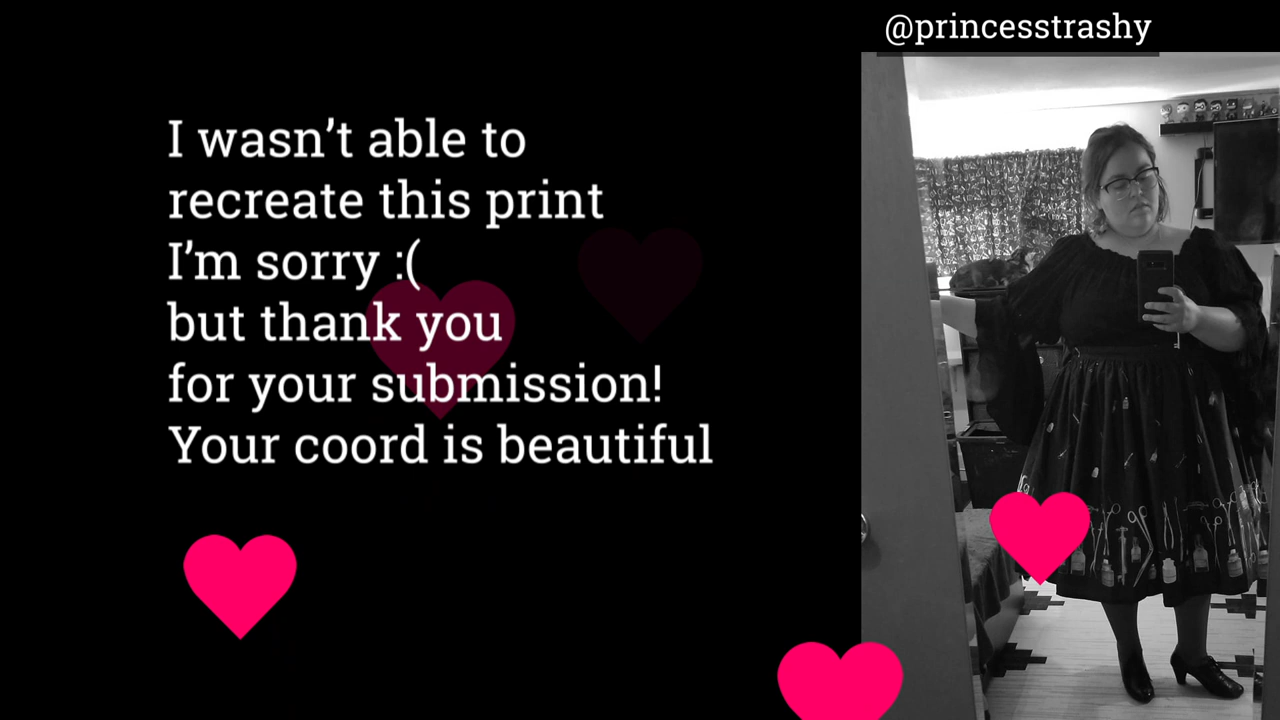 @princesstrashy
I wasn’t able to
recreate this print
I’m sorry :(
but thank you
for your submission!
Your coord is beautiful